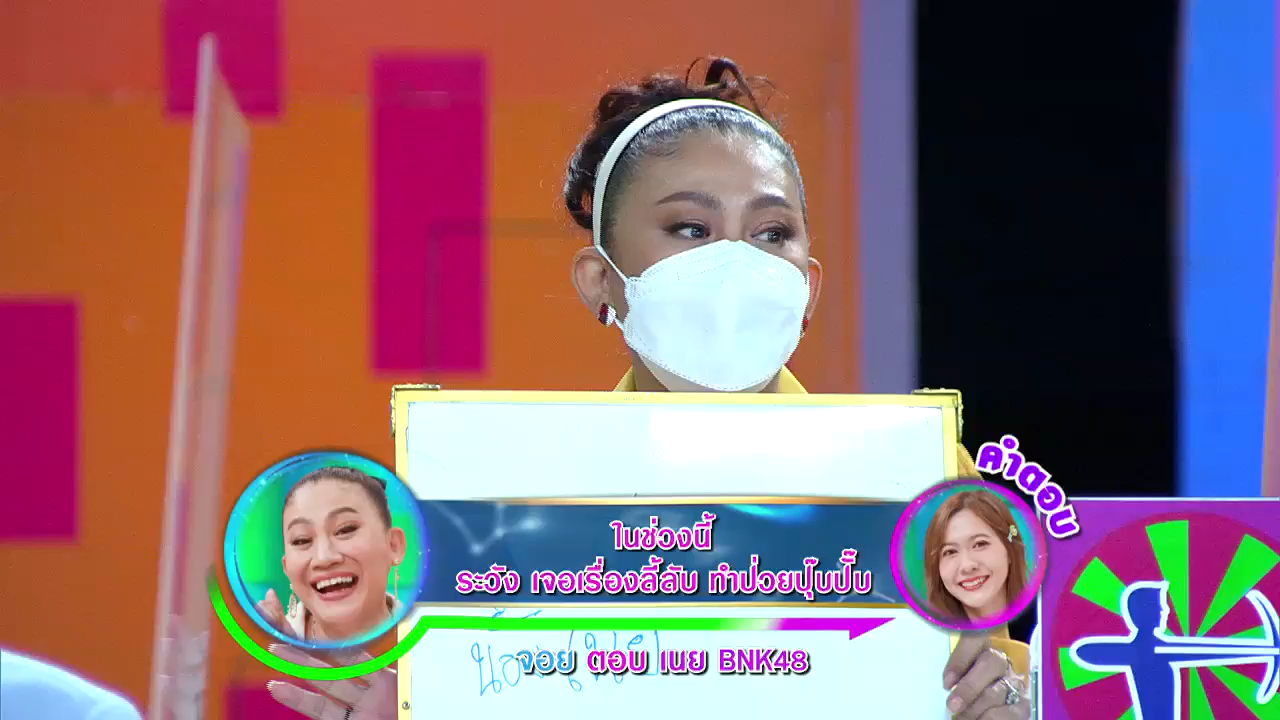 คำตอบ
ในช่วงนี้
ระวัง เจอเรื่องลี้ลับ ทำป่วยปุ๊บปั๊บ
จอย ตอบ เนย BNK48